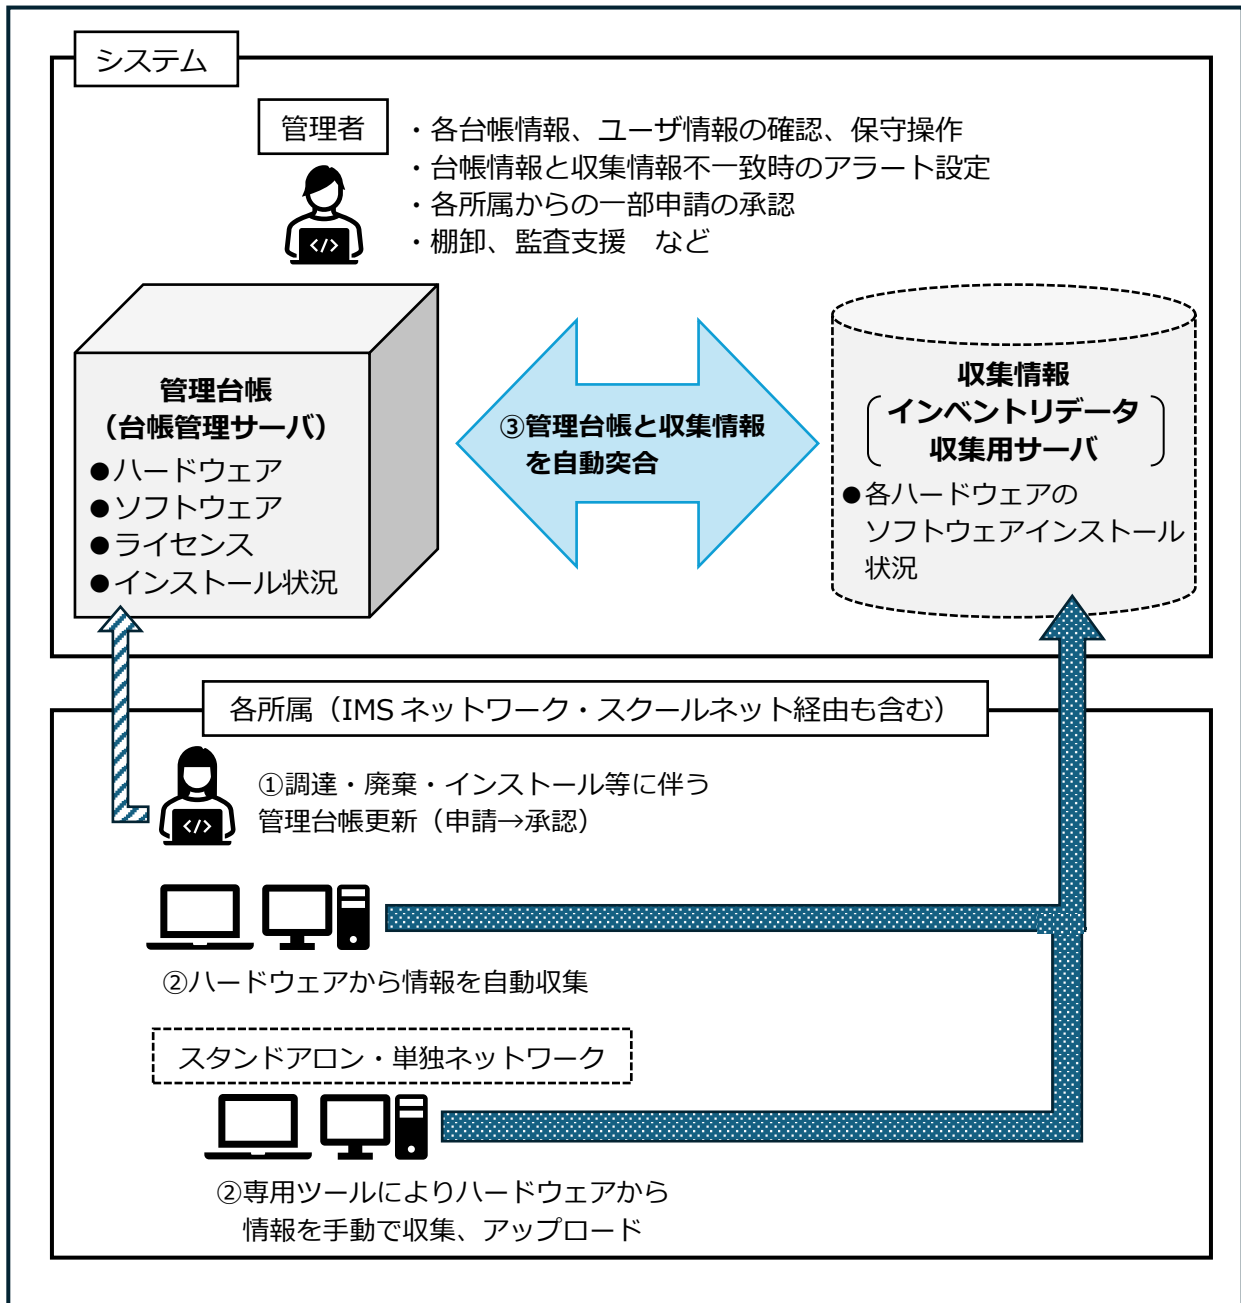 システム
管理者
・各台帳情報、ユーザ情報の確認、保守操作
・台帳情報と収集情報不一致時のアラート設定
・各所属からの一部申請の承認
・棚卸、監査支援　など
管理台帳
（台帳管理サーバ）
●ハードウェア
●ソフトウェア
●ライセンス
●インストール状況
③管理台帳と収集情報
を自動突合
収集情報
インベントリデータ
収集用サーバ
●各ハードウェアの
ソフトウェアインストール
状況
各所属（IMS ネットワーク・スクールネット経由も含む）
①調達・廃棄・インストール等に伴う
管理台帳更新（申請→承認）
②ハードウェアから情報を自動収集
スタンドアロン・単独ネットワーク
②専用ツールによりハードウェアから
情報を手動で収集、アップロード